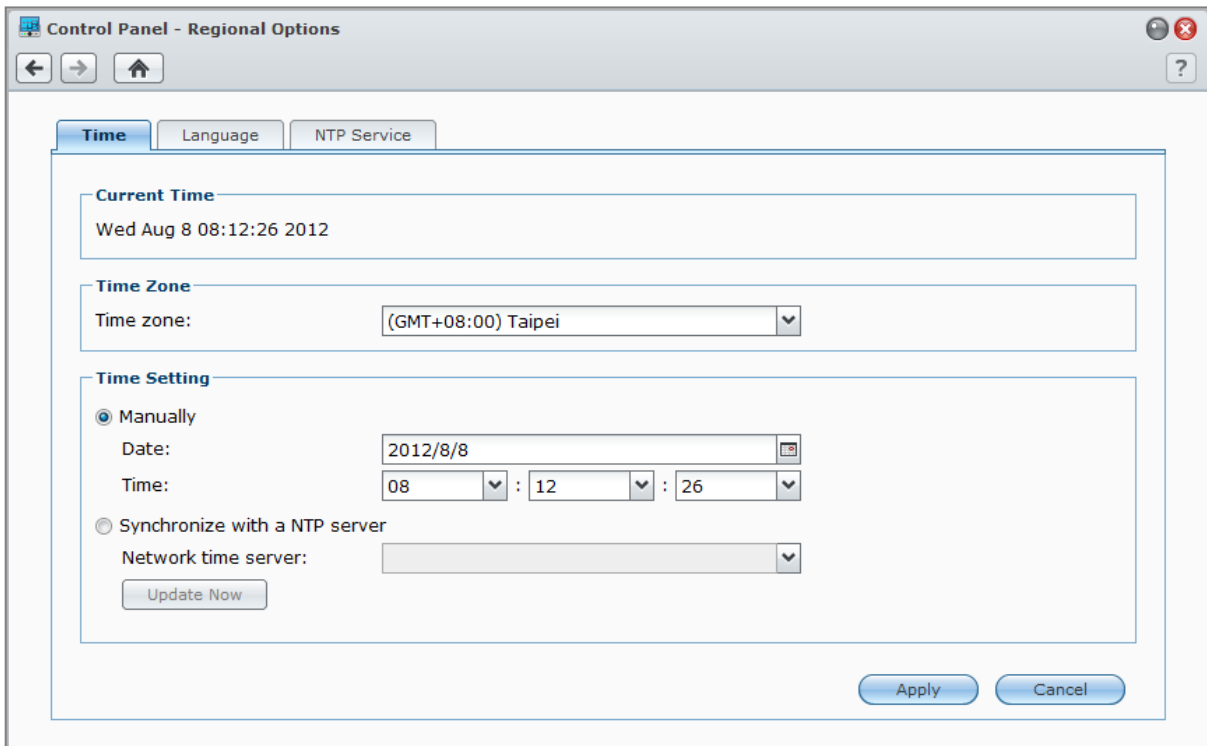 Control Panel - Regional Options
?
Time Language NTP Service
Current Time
Wed Aug 8 08:12:26 2012
Time Zone
Time zone: (GMT+08:00) Taipei
Time Setting
Manually
Date: 2012/8/8
Time: 08 : 12 : 26
Synchronize with a NTP server
Network time server:
Update Now
Apply Cancel